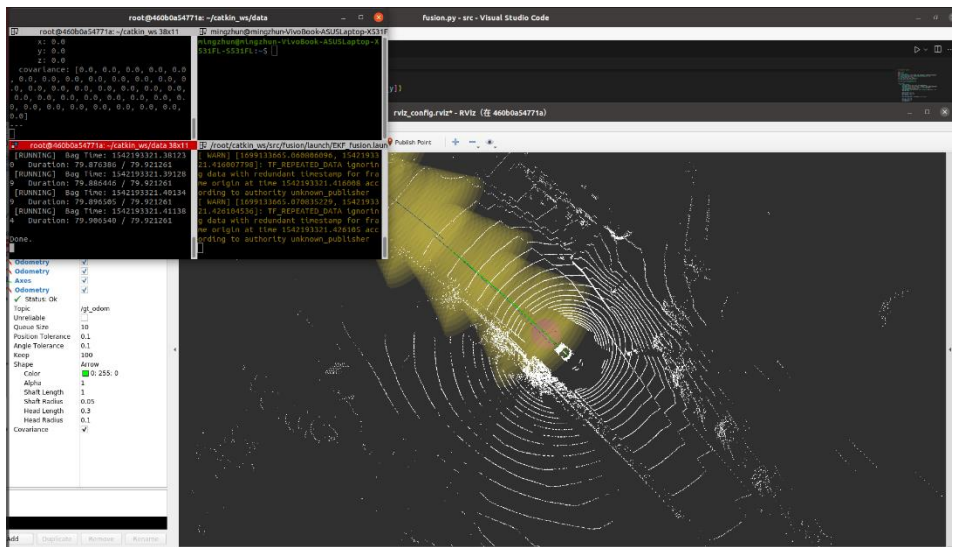 root@460b0a54771a: ~/catkin_ws/data
fusion.py - src - Visual Studio Code
root@460b0a54771a: ~/catkin_ws 38x11
mingzhun@mingzhun-VivoBook-ASUSLaptop-X531F
x: 0.0
y: 0.0
z: 0.0
covariance: [0.0, 0.0, 0.0, 0.0, 0.0
, 0.0, 0.0, 0.0, 0.0, 0.0, 0.0, 0.0, 0
.0, 0.0, 0.0, 0.0, 0.0, 0.0, 0.0, 0.0,
0.0, 0.0, 0.0, 0.0, 0.0, 0.0, 0.0, 0.
0, 0.0, 0.0, 0.0, 0.0, 0.0, 0.0, 0.0,
0.0]
---
mingzhun@mingzhun-VivoBook-ASUSLaptop-X
531FL-S531FL:~$
y])
rviz_config.rviz* - RViz (在 460b0a54771a)
Publish Point
root@460b0a54771a: ~/catkin_ws/data 38x11
[RUNNING] Bag Time: 1542193321.38123
0 Duration: 79.876386 / 79.921261
[RUNNING] Bag Time: 1542193321.39128
9 Duration: 79.886446 / 79.921261
[RUNNING] Bag Time: 1542193321.40134
9 Duration: 79.896505 / 79.921261
[RUNNING] Bag Time: 1542193321.41138
4 Duration: 79.906540 / 79.921261
Done.
/root/catkin_ws/src/fusion/launch/EKF_fusion.laun
[ WARN] [1699133665.060866096, 15421933
21.416007798]: TF_REPEATED_DATA ignorin
g data with redundant timestamp for fra
me origin at time 1542193321.416008 acc
ording to authority unknown_publisher
[ WARN] [1699133665.070835229, 15421933
21.426104536]: TF_REPEATED_DATA ignorin
g data with redundant timestamp for fra
me origin at time 1542193321.426105 acc
ording to authority unknown_publisher
Odometry
Odometry
Axes
Odometry
Status: Ok
Topic /gt_odom
Unreliable
Queue Size 10
Position Tolerance 0.1
Angle Tolerance 0.1
Keep 100
Shape Arrow
Color 0; 255; 0
Alpha 1
Shaft Length 1
Shaft Radius 0.05
Head Length 0.3
Head Radius 0.1
Covariance
Add Duplicate Remove Rename